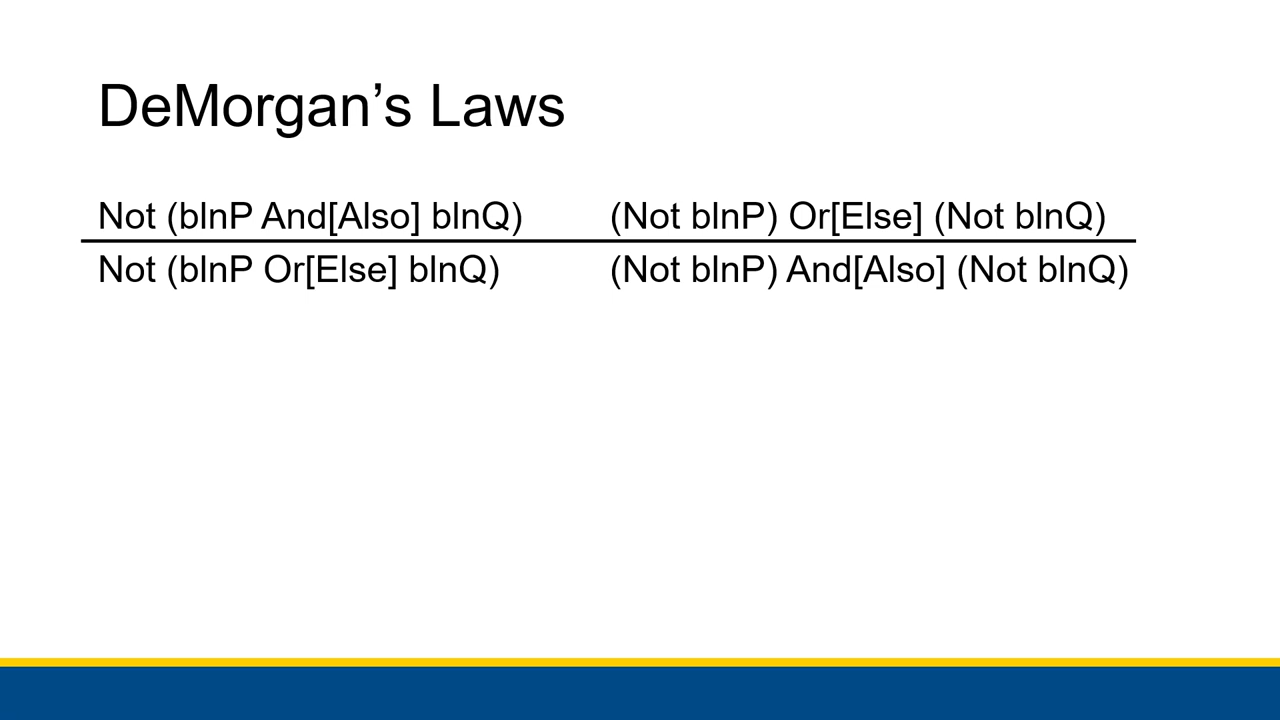 DeMorgan’s Laws
Not (blnP And[Also] blnQ) (Not blnP) Or[Else] (Not blnQ)
Not (blnP Or[Else] blnQ) (Not blnP) And[Also] (Not blnQ)